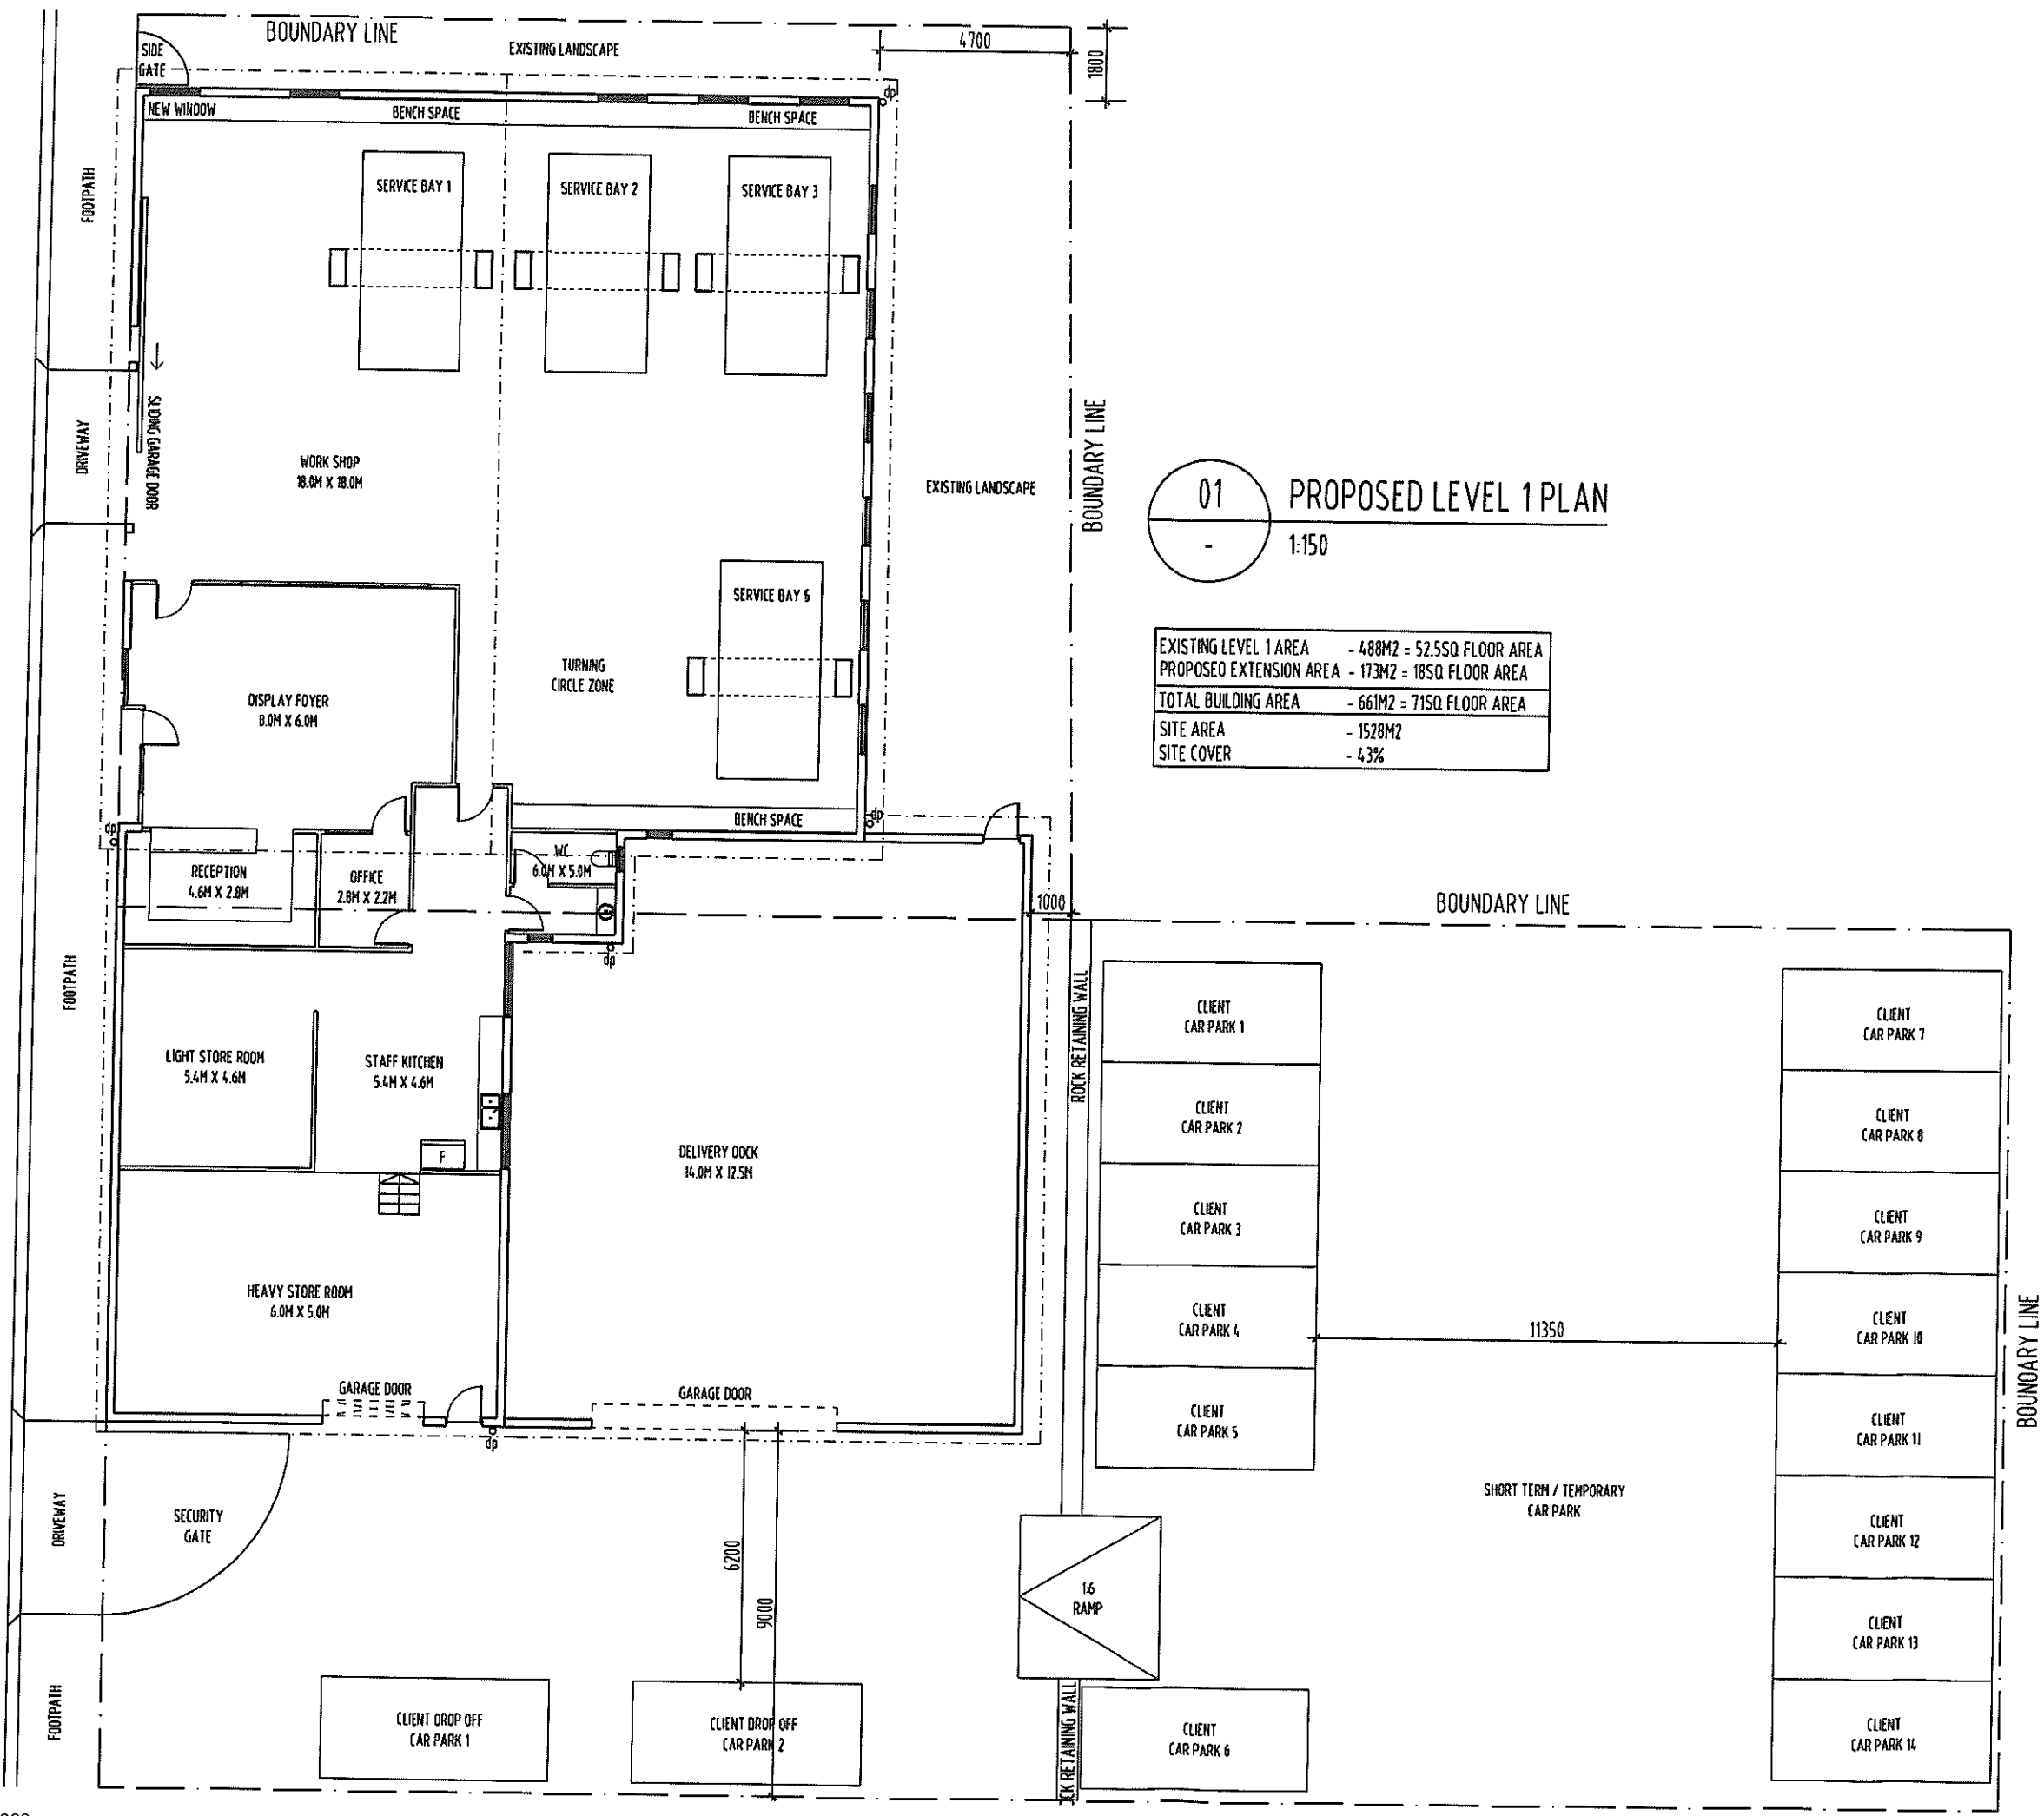 BOUNDARY LINE
EXISTING LANDSCAPE
4700
1800
SIDE
GATE
dp
NEW WINDOW
BENCH SPACE
BENCH SPACE
FOOTPATH
SERVICE BAY 1
SERVICE BAY 2
SERVICE BAY 3
DRIVEWAY
SLIDING GARAGE DOOR
WORK SHOP
18.0M X 18.0M
EXISTING LANDSCAPE
BOUNDARY LINE
01
-
PROPOSED LEVEL 1 PLAN
1:150
SERVICE BAY 5
TURNING
CIRCLE ZONE
DISPLAY FOYER
8.0M X 6.0M
EXISTING LEVEL 1 AREA - 488M2 = 52.5SQ FLOOR AREA
PROPOSED EXTENSION AREA - 173M2 = 18SQ FLOOR AREA
TOTAL BUILDING AREA - 661M2 = 71SQ FLOOR AREA
SITE AREA - 1528M2
SITE COVER - 43%
dp
BENCH SPACE
dp
RECEPTION
4.6M X 2.8M
OFFICE
2.8M X 2.2M
WC
6.0M X 5.0M
dp
1000
BOUNDARY LINE
FOOTPATH
LIGHT STORE ROOM
5.4M X 4.6M
STAFF KITCHEN
5.4M X 4.6M
F.
DELIVERY DOCK
14.0M X 12.5M
ROCK RETAINING WALL
HEAVY STORE ROOM
6.0M X 5.0M
GARAGE DOOR
GARAGE DOOR
dp
CLIENT
CAR PARK 1
CLIENT
CAR PARK 2
CLIENT
CAR PARK 3
CLIENT
CAR PARK 4
CLIENT
CAR PARK 5
11350
CLIENT
CAR PARK 7
CLIENT
CAR PARK 8
CLIENT
CAR PARK 9
CLIENT
CAR PARK 10
CLIENT
CAR PARK 11
CLIENT
CAR PARK 12
CLIENT
CAR PARK 13
CLIENT
CAR PARK 14
BOUNDARY LINE
SHORT TERM / TEMPORARY
CAR PARK
DRIVEWAY
SECURITY
GATE
6200
9000
1:6
RAMP
FOOTPATH
CLIENT DROP OFF
CAR PARK 1
CLIENT DROP OFF
CAR PARK 2
CK RETAINING WALL
CLIENT
CAR PARK 6